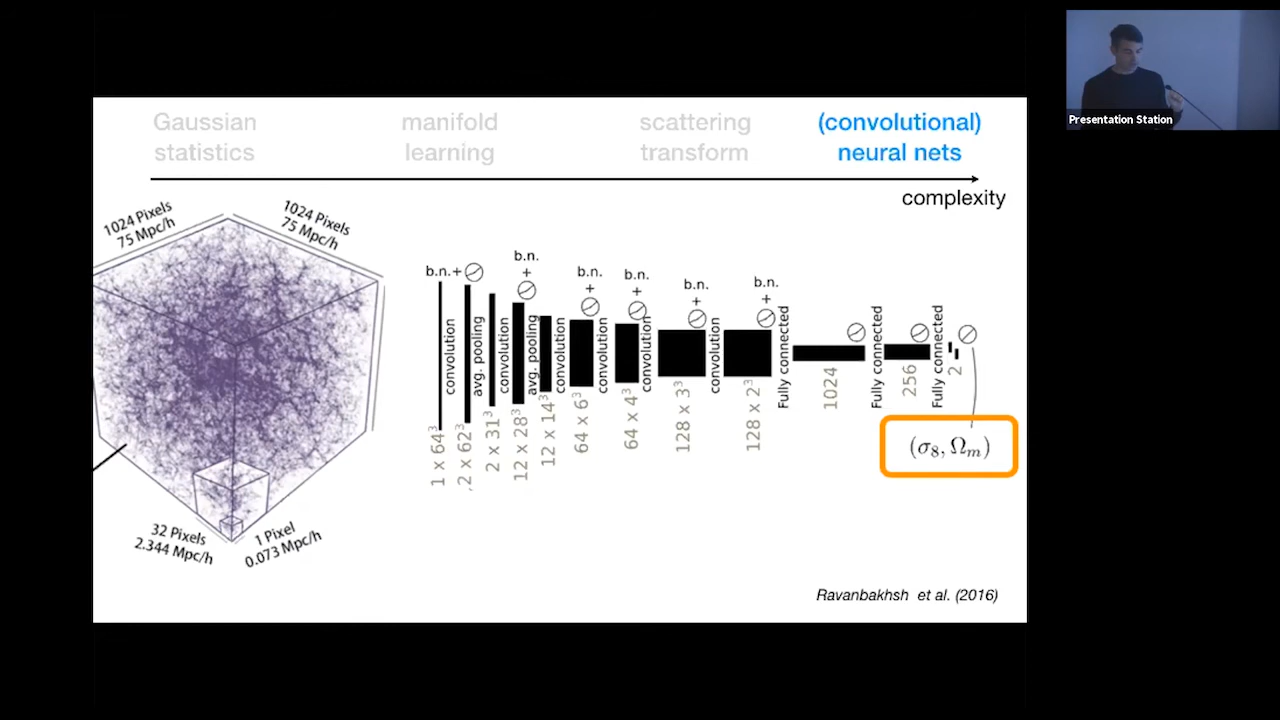 Presentation Station
Gaussian
statistics
manifold
learning
scattering
transform
(convolutional)
neural nets
complexity
1024 Pixels
75 Mpc/h
1024 Pixels
75 Mpc/h
32 Pixels
2.344 Mpc/h
1 Pixel
0.073 Mpc/h
b.n.+
b.n.
+
b.n.
+
b.n.
+
b.n.
+
b.n.
+
convolution
avg. pooling
convolution
avg. pooling
convolution
convolution
convolution
convolution
Fully connected
Fully connected
Fully connected
1 x 64³
2 x 62³
2 x 31³
12 x 28³
12 x 14³
64 x 6³
64 x 4³
128 x 3³
128 x 2³
1024
256
2
(σ₈, Ωₘ)
Ravanbakhsh et al. (2016)